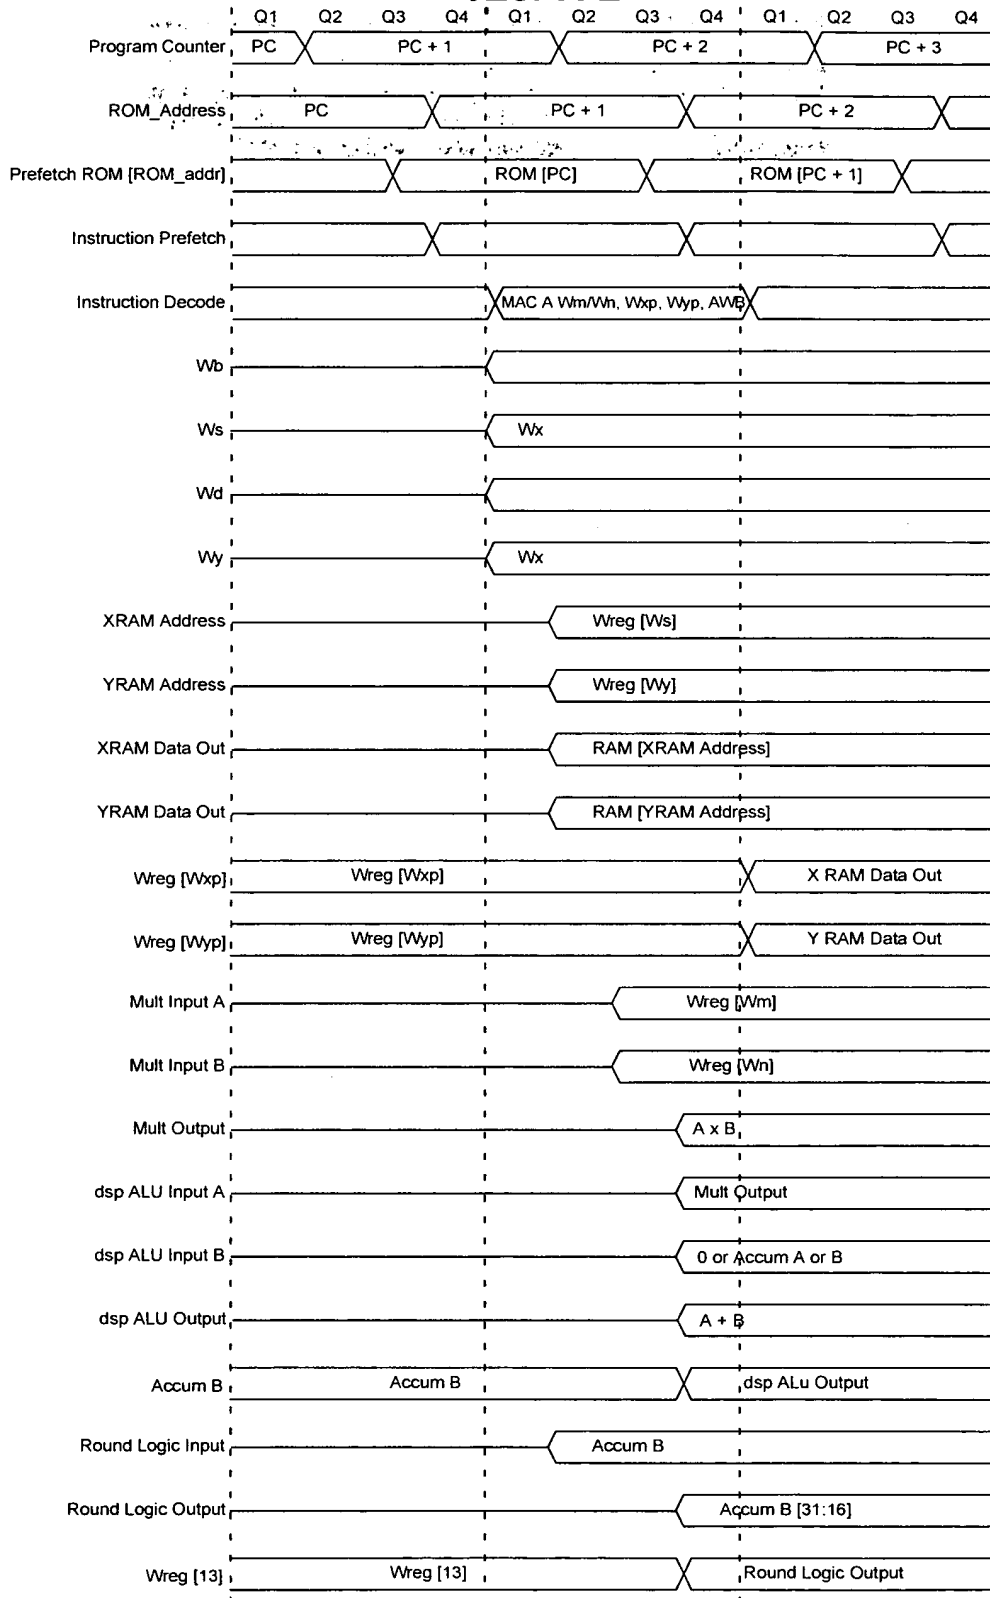 Q1 Q2 Q3 Q4 Q1 Q2 Q3 Q4 Q1 Q2 Q3 Q4
Program Counter PC PC + 1 PC + 2 PC + 3
ROM_Address PC PC + 1 PC + 2
Prefetch ROM [ROM_addr] ROM [PC] ROM [PC + 1]
Instruction Prefetch
Instruction Decode MAC A Wm/Wn, Wxp, Wyp, AWB
Wb
Ws Wx
Wd
Wy Wx
XRAM Address Wreg [Ws]
YRAM Address Wreg [Wy]
XRAM Data Out RAM [XRAM Address]
YRAM Data Out RAM [YRAM Address]
Wreg [Wxp] Wreg [Wxp] X RAM Data Out
Wreg [Wyp] Wreg [Wyp] Y RAM Data Out
Mult Input A Wreg [Wm]
Mult Input B Wreg [Wn]
Mult Output A x B
dsp ALU Input A Mult Output
dsp ALU Input B 0 or Accum A or B
dsp ALU Output A + B
Accum B Accum B dsp ALu Output
Round Logic Input Accum B
Round Logic Output Accum B [31:16]
Wreg [13] Wreg [13] Round Logic Output